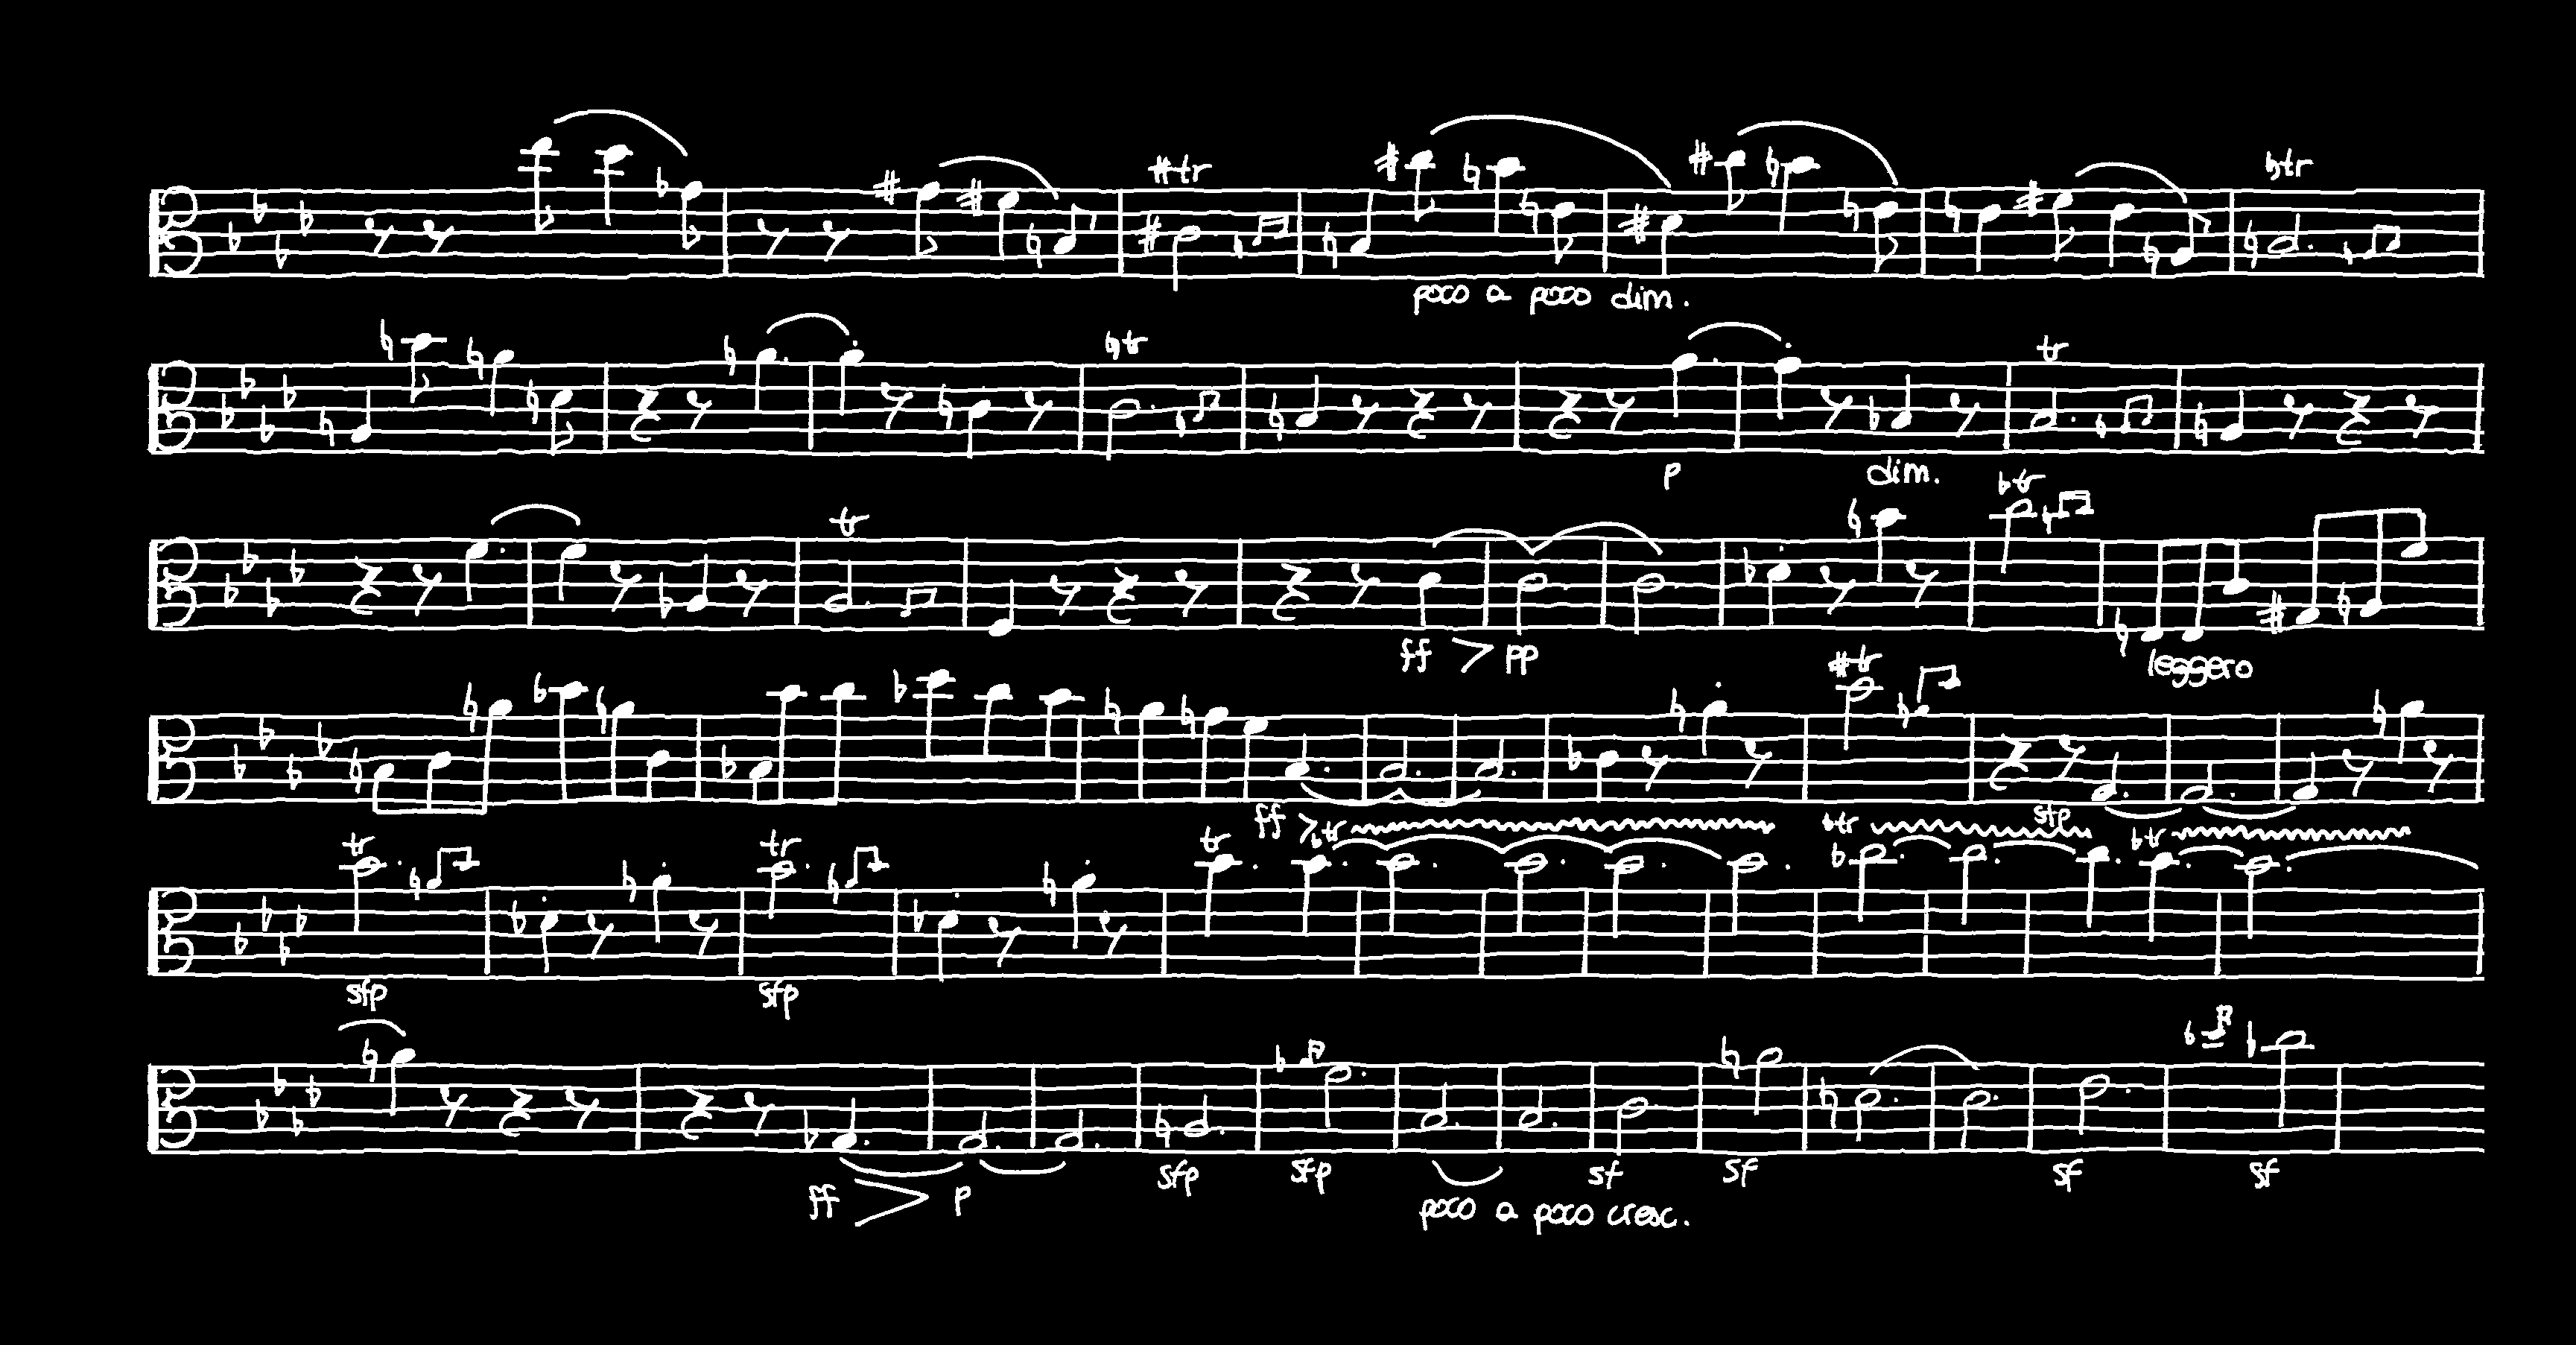 tr tr
poco a poco dim.
tr tr
p dim.
tr tr
ff pp leggero
tr
ff sfp
tr tr tr tr tr tr
sfp sfp
ff p sfp sfp sf sf sf sf
poco a poco cresc.